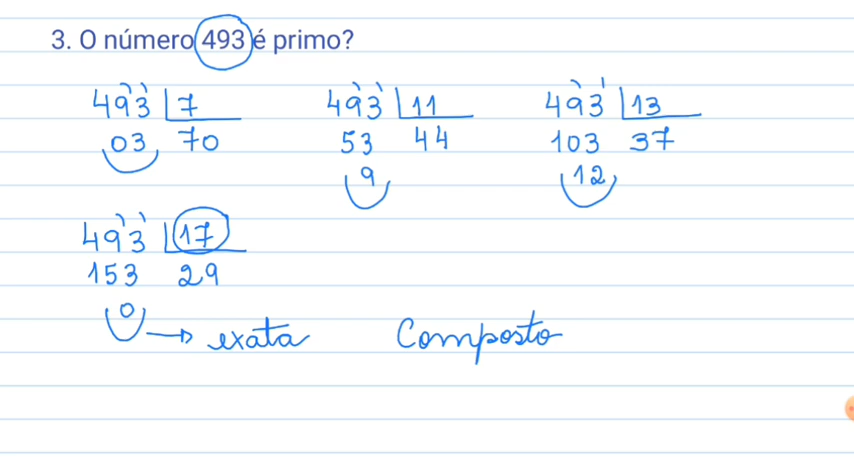 3. O número 493 é primo?
493 7 493 11 493 13
03 70 53 44 103 37
9 12
493 17
153 29
0 → exata Composto